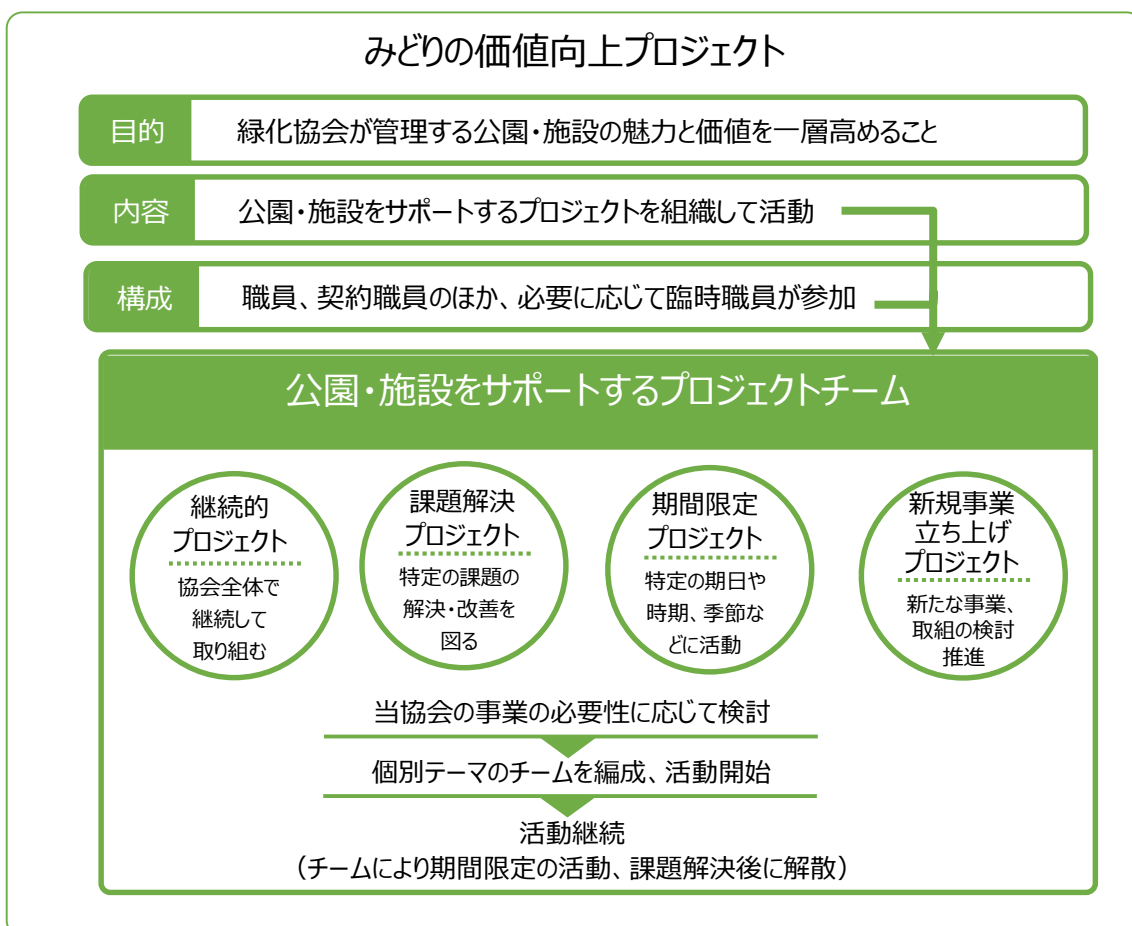 みどりの価値向上プロジェクト
目的
緑化協会が管理する公園・施設の魅力と価値を一層高めること
内容
公園・施設をサポートするプロジェクトを組織して活動
構成
職員、契約職員のほか、必要に応じて臨時職員が参加
公園・施設をサポートするプロジェクトチーム
継続的
プロジェクト
協会全体で
継続して
取り組む
課題解決
プロジェクト
特定の課題の
解決・改善を
図る
期間限定
プロジェクト
特定の期日や
時期、季節な
どに活動
新規事業
立ち上げ
プロジェクト
新たな事業、
取組の検討
推進
当協会の事業の必要性に応じて検討
個別テーマのチームを編成、活動開始
活動継続
（チームにより期間限定の活動、課題解決後に解散）